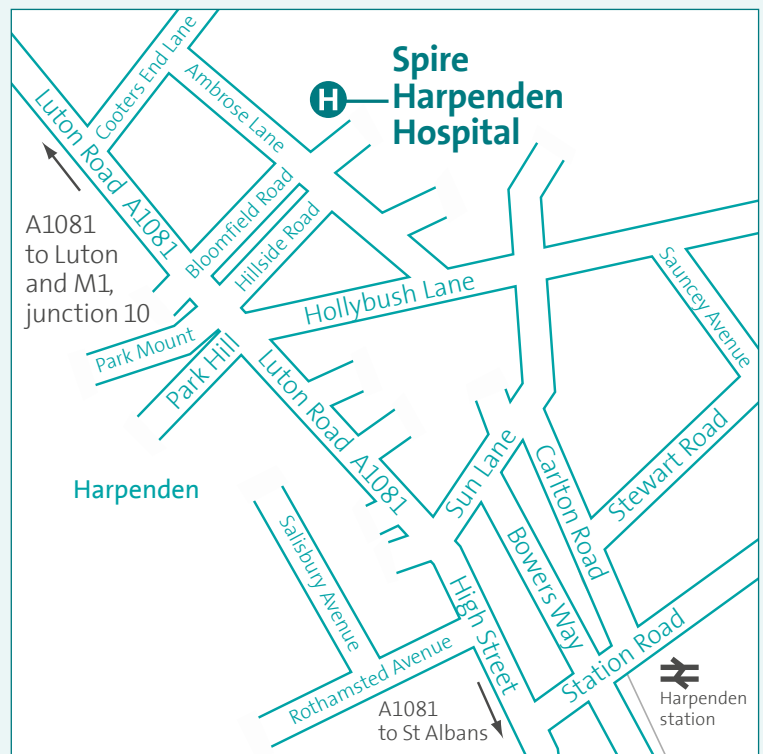 Cooters End Lane
Ambrose Lane
H
Spire
Harpenden
Hospital
Luton Road A1081
A1081
to Luton
and M1,
junction 10
Bloomfield Road
Hillside Road
Hollybush Lane
Sauncey Avenue
Park Mount
Park Hill
Luton Road A1081
Stewart Road
Sun Lane
Carlton Road
Harpenden
Salisbury Avenue
Bowers Way
High Street
Rothamsted Avenue
Station Road
A1081
to St Albans
Harpenden
station